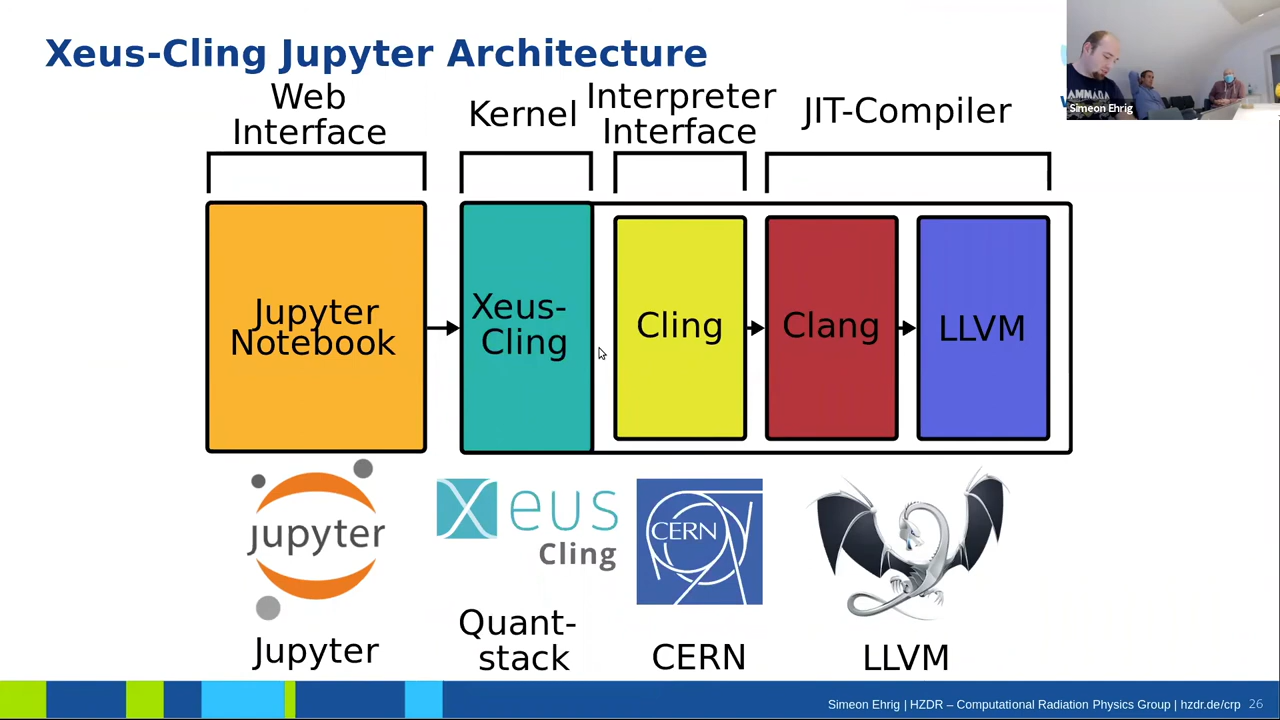 Xeus-Cling Jupyter Architecture
Simeon Ehrig
Web
Interface
Kernel
Interpreter
Interface
JIT-Compiler
Jupyter
Notebook
Xeus-
Cling
Cling
Clang
LLVM
jupyter
Xeus
Cling
CERN
Jupyter
Quant-
stack
CERN
LLVM
Simeon Ehrig | HZDR – Computational Radiation Physics Group | hzdr.de/crp 26